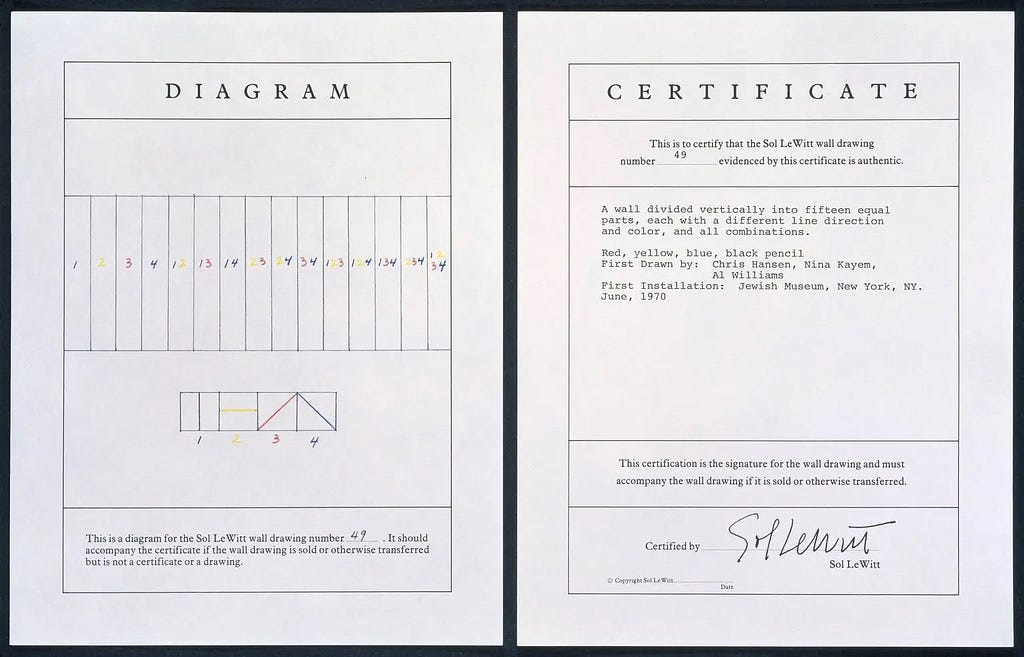 DIAGRAM
1 2 3 4 12 13 14 23 24 34 123 124 134 234 12
34
1 2 3 4
This is a diagram for the Sol LeWitt wall drawing number 49 . It should
accompany the certificate if the wall drawing is sold or otherwise transferred
but is not a certificate or a drawing.
CERTIFICATE
This is to certify that the Sol LeWitt wall drawing
number 49 evidenced by this certificate is authentic.
A wall divided vertically into fifteen equal
parts, each with a different line direction
and color, and all combinations.
Red, yellow, blue, black pencil
First Drawn by: Chris Hansen, Nina Kayem,
Al Williams
First Installation: Jewish Museum, New York, NY.
June, 1970
This certification is the signature for the wall drawing and must
accompany the wall drawing if it is sold or otherwise transferred.
Certified by Sol LeWitt
Sol LeWitt
© Copyright Sol LeWitt
Date